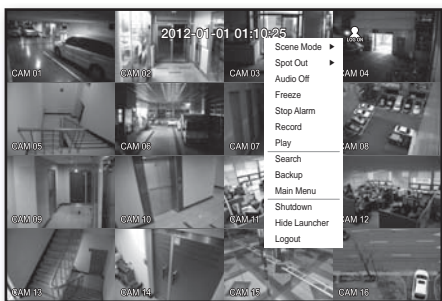 2012-01-01 01:10:25
LOG ON
CAM 01
CAM 02
CAM 03
CAM 04
Scene Mode
Spot Out
Audio Off
Freeze
Stop Alarm
Record
Play
Search
Backup
Main Menu
Shutdown
Hide Launcher
Logout
CAM 05
CAM 06
CAM 07
CAM 08
CAM 09
CAM 10
CAM 11
CAM 12
CAM 13
CAM 14
CAM 15
CAM 16